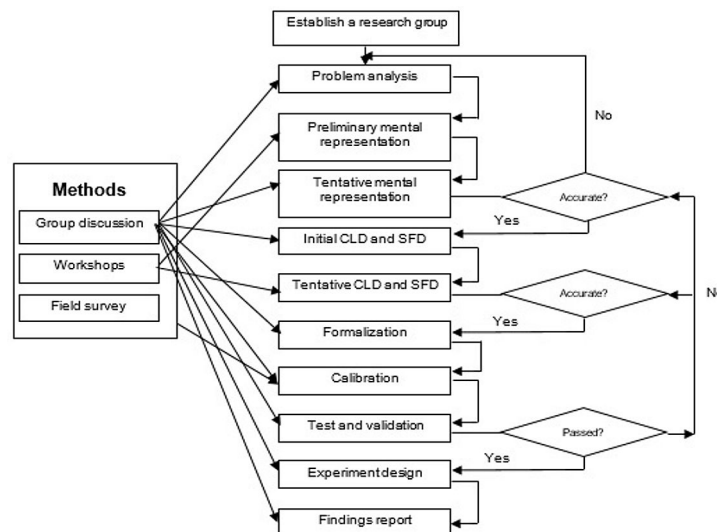 Establish a research group
Problem analysis
No
Preliminary mental
representation
Methods
Tentative mental
representation
Accurate?
Group discussion
Yes
Initial CLD and SFD
Workshops
Tentative CLD and SFD
Accurate?
Field survey
Yes
Formalization
Calibration
Test and validation
Passed?
Yes
Experiment design
Findings report